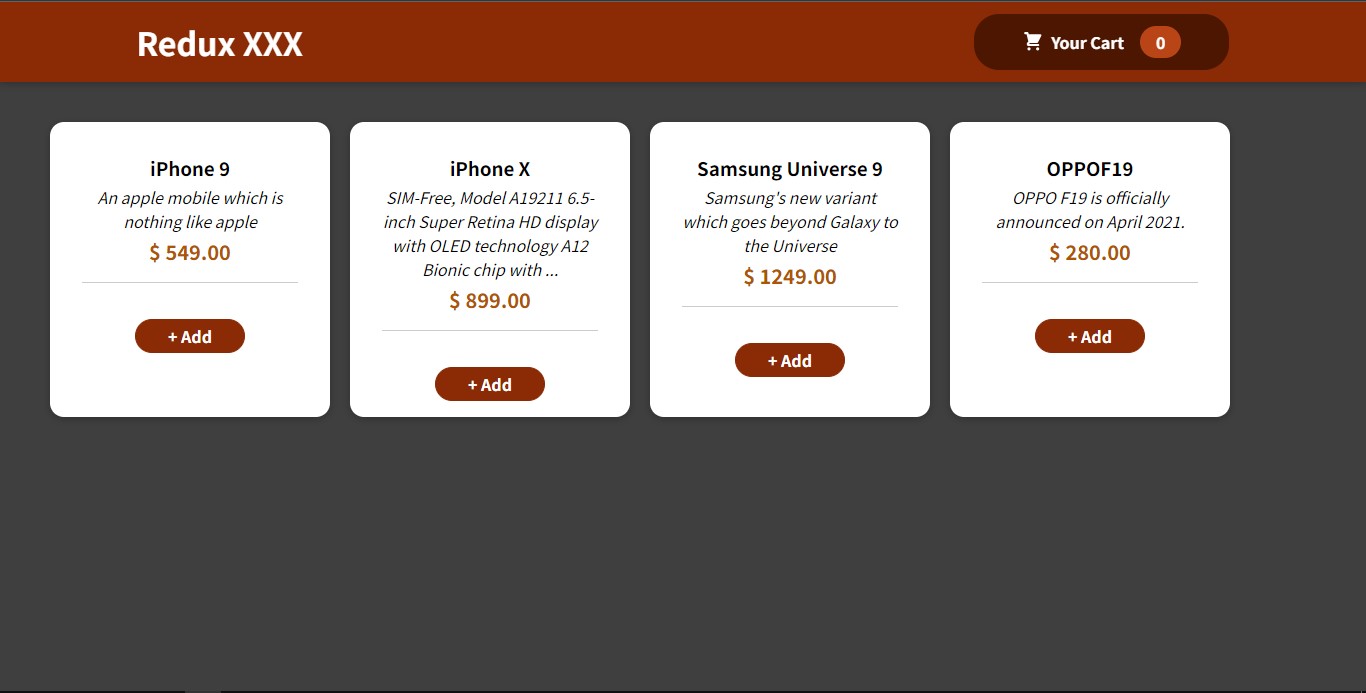 Redux XXX
Your Cart 0
iPhone 9
An apple mobile which is
nothing like apple
$ 549.00
+ Add
iPhone X
SIM-Free, Model A19211 6.5-
inch Super Retina HD display
with OLED technology A12
Bionic chip with ...
$ 899.00
+ Add
Samsung Universe 9
Samsung's new variant
which goes beyond Galaxy to
the Universe
$ 1249.00
+ Add
OPPOF19
OPPO F19 is officially
announced on April 2021.
$ 280.00
+ Add